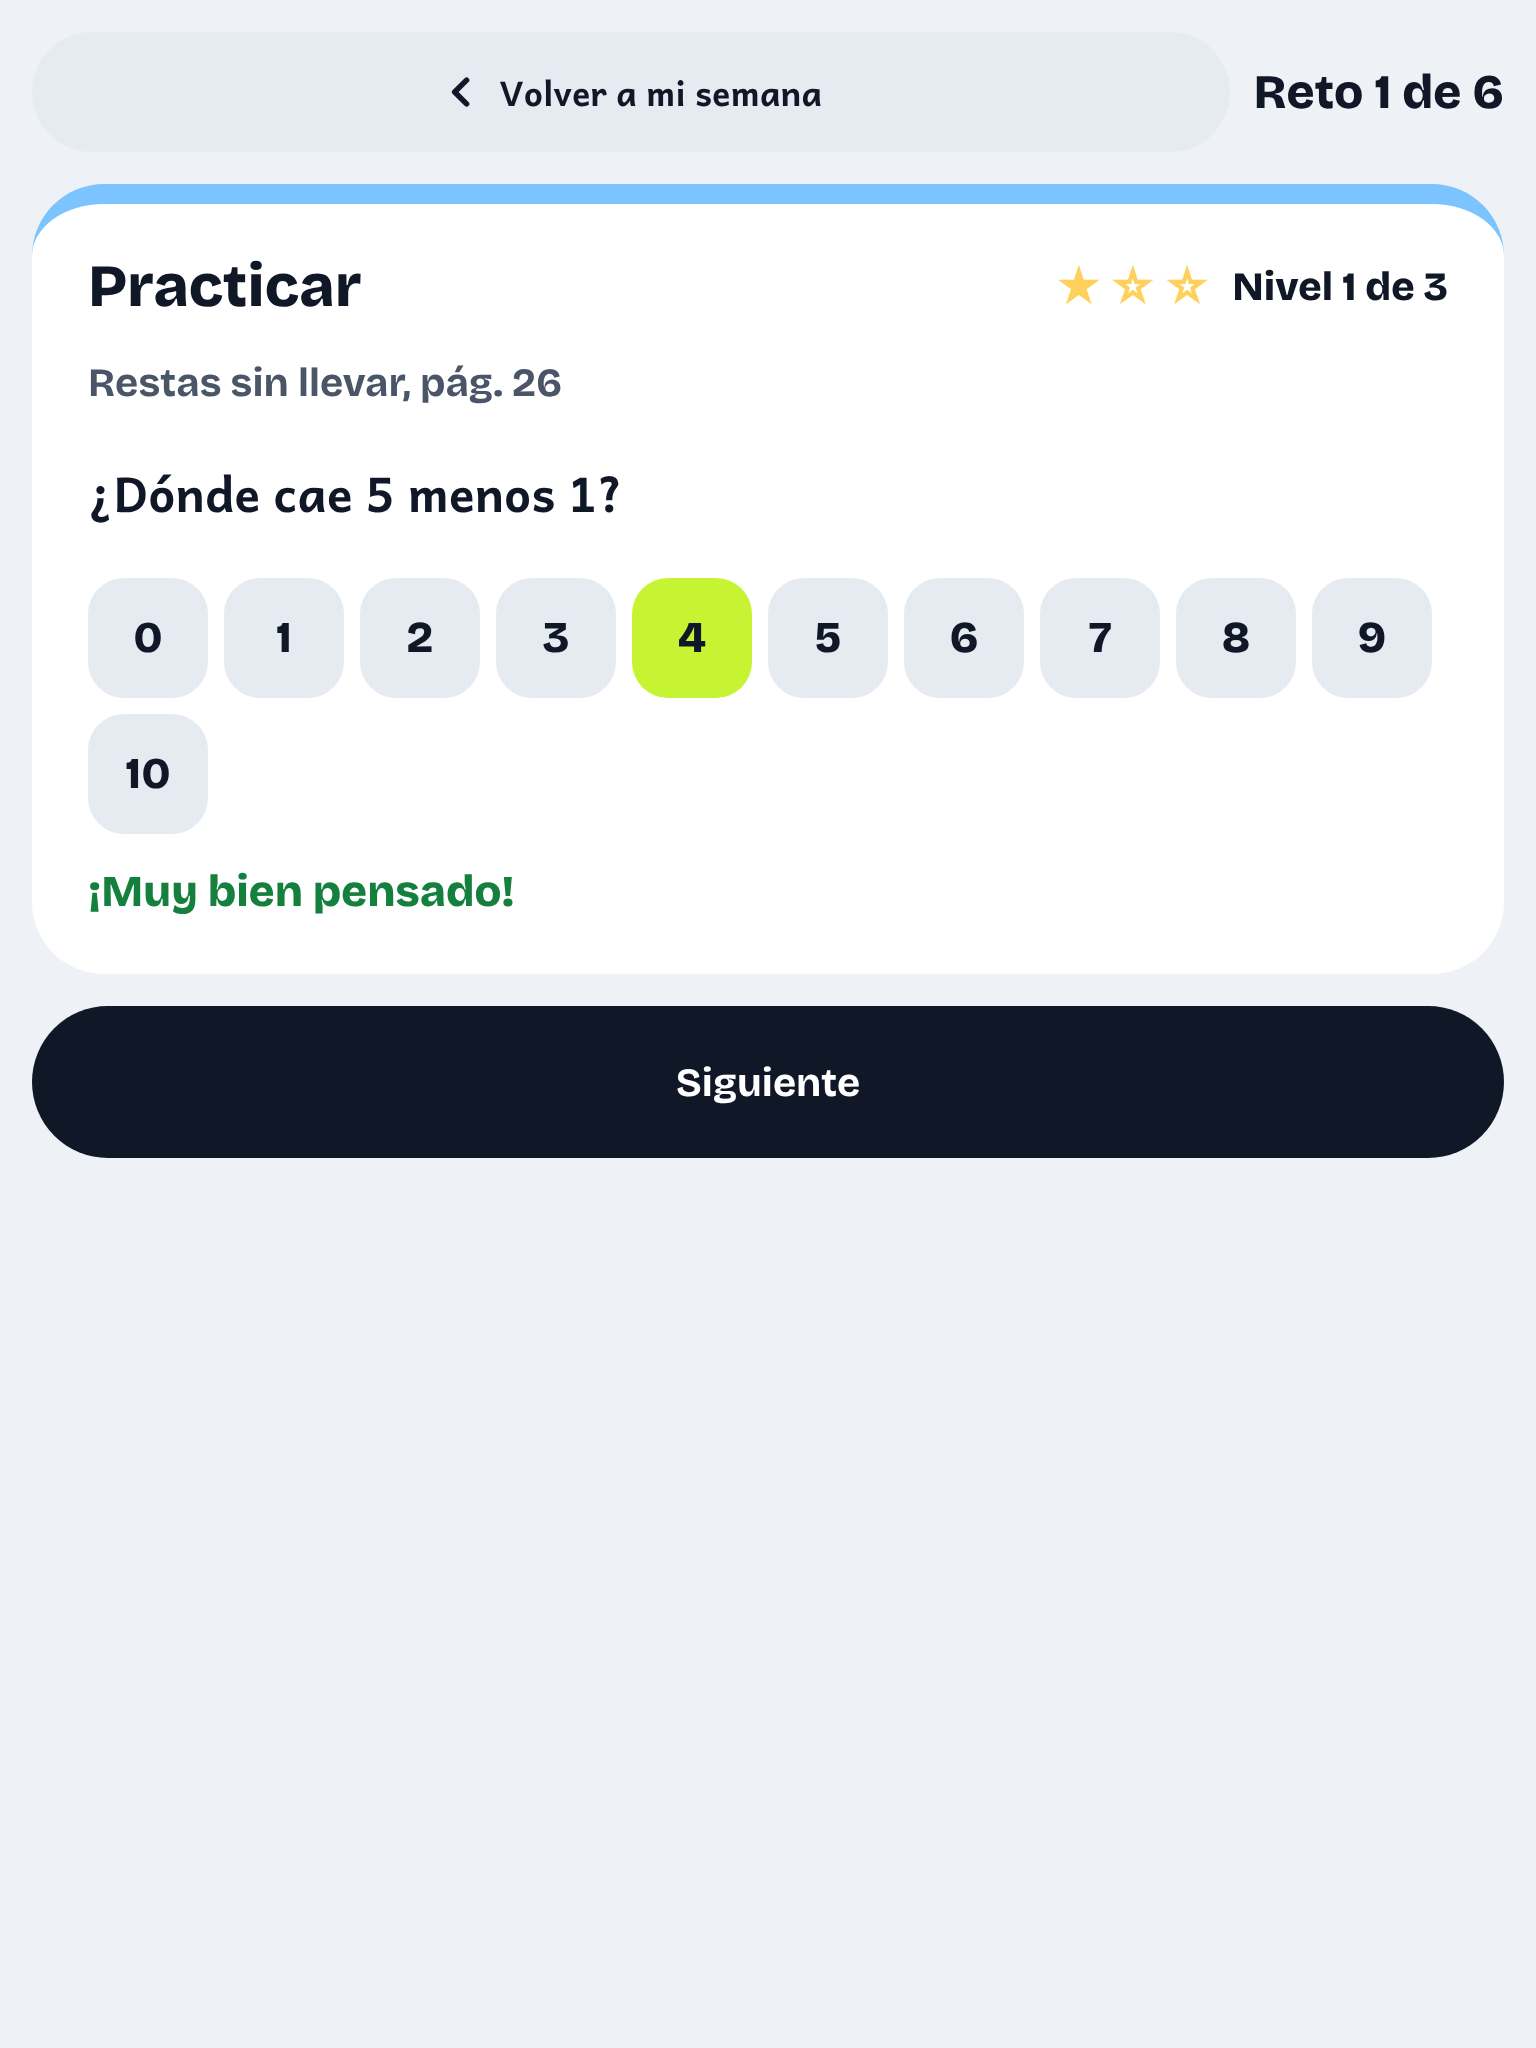 Volver a mi semana
Reto 1 de 6
Practicar
Nivel 1 de 3
Restas sin llevar, pág. 26
¿Dónde cae 5 menos 1?
0 1 2 3 4 5 6 7 8 9
10
¡Muy bien pensado!
Siguiente